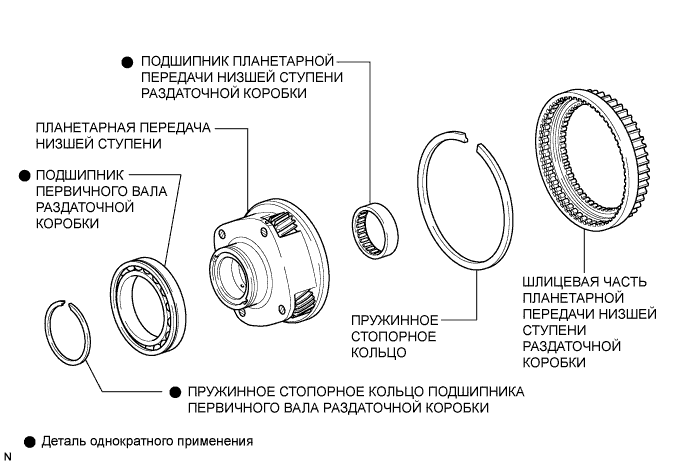 ● ПОДШИПНИК ПЛАНЕТАРНОЙ
ПЕРЕДАЧИ НИЗШЕЙ СТУПЕНИ
РАЗДАТОЧНОЙ КОРОБКИ
ПЛАНЕТАРНАЯ ПЕРЕДАЧА
НИЗШЕЙ СТУПЕНИ
● ПОДШИПНИК
ПЕРВИЧНОГО ВАЛА
РАЗДАТОЧНОЙ
КОРОБКИ
ШЛИЦЕВАЯ ЧАСТЬ
ПЛАНЕТАРНОЙ
ПЕРЕДАЧИ НИЗШЕЙ
СТУПЕНИ
РАЗДАТОЧНОЙ
КОРОБКИ
ПРУЖИННОЕ
СТОПОРНОЕ
КОЛЬЦО
● ПРУЖИННОЕ СТОПОРНОЕ КОЛЬЦО ПОДШИПНИКА
ПЕРВИЧНОГО ВАЛА РАЗДАТОЧНОЙ КОРОБКИ
● Деталь однократного применения
N